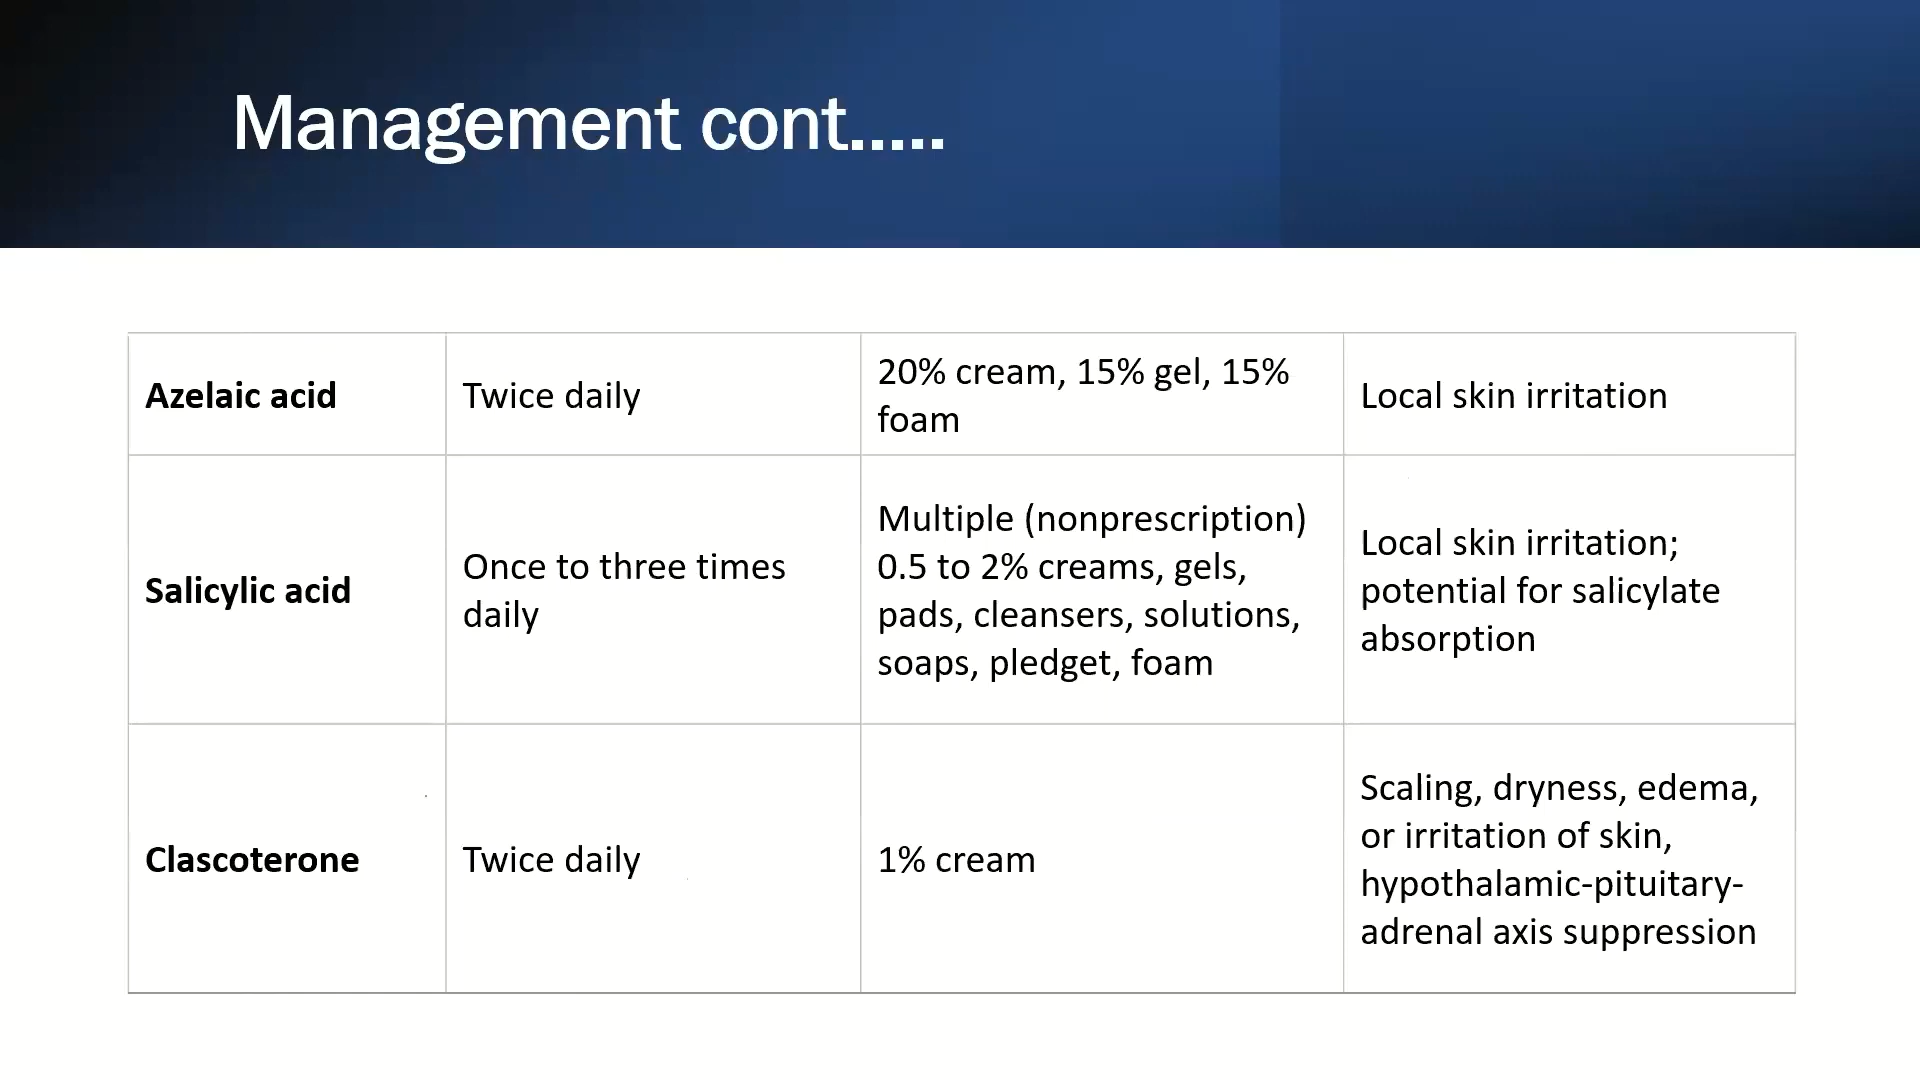 Management cont.....
Azelaic acid
Twice daily
20% cream, 15% gel, 15%
foam
Local skin irritation
Salicylic acid
Once to three times
daily
Multiple (nonprescription)
0.5 to 2% creams, gels,
pads, cleansers, solutions,
soaps, pledget, foam
Local skin irritation;
potential for salicylate
absorption
Clascoterone
Twice daily
1% cream
Scaling, dryness, edema,
or irritation of skin,
hypothalamic-pituitary-
adrenal axis suppression